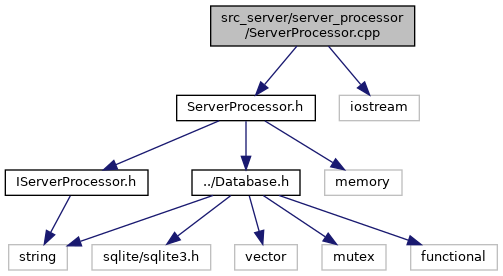 src_server/server_processor
/ServerProcessor.cpp
ServerProcessor.h
iostream
IServerProcessor.h
../Database.h
memory
string
sqlite/sqlite3.h
vector
mutex
functional